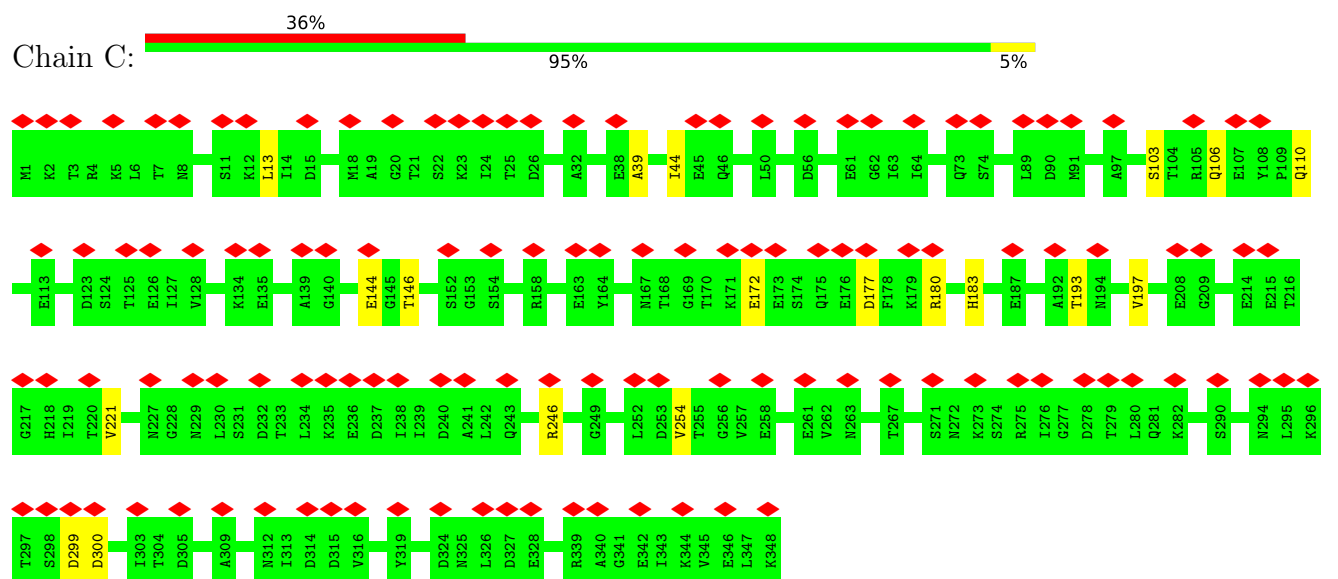 36%
Chain C:
95% 5%
M1 K2 T3 R4 K5 L6 T7 N8 S11 K12 L13 I14 D15 M18 A19 G20 T21 S22 K23 I24 T25 D26 A32 E38 A39 I44 E45 Q46 L50 D56 E61 G62 I63 I64 Q73 S74 L89 D90 M91 A97 S103 T104 R105 Q106 E107 Y108 P109 Q110
E113 D123 S124 T125 E126 I127 V128 K134 E135 A139 G140 E144 G145 T146 S152 G153 S154 R158 E163 Y164 N167 T168 G169 T170 K171 E172 E173 S174 Q175 E176 D177 F178 K179 R180 H183 E187 A192 T193 N194 V197 E208 G209 E214 E215 T216
G217 H218 I219 T220 V221 N227 G228 N229 L230 S231 D232 T233 L234 K235 E236 D237 I238 I239 D240 A241 L242 Q243 R246 G249 L252 D253 V254 T255 G256 V257 E258 E261 V262 N263 T267 S271 N272 K273 S274 R275 I276 G277 D278 T279 L280 Q281 K282 S290 N294 L295 K296
T297 S298 D299 D300 I303 T304 D305 A309 N312 I313 D314 D315 V316 Y319 D324 N325 L326 D327 E328 R339 A340 G341 E342 I343 K344 V345 E346 L347 K348